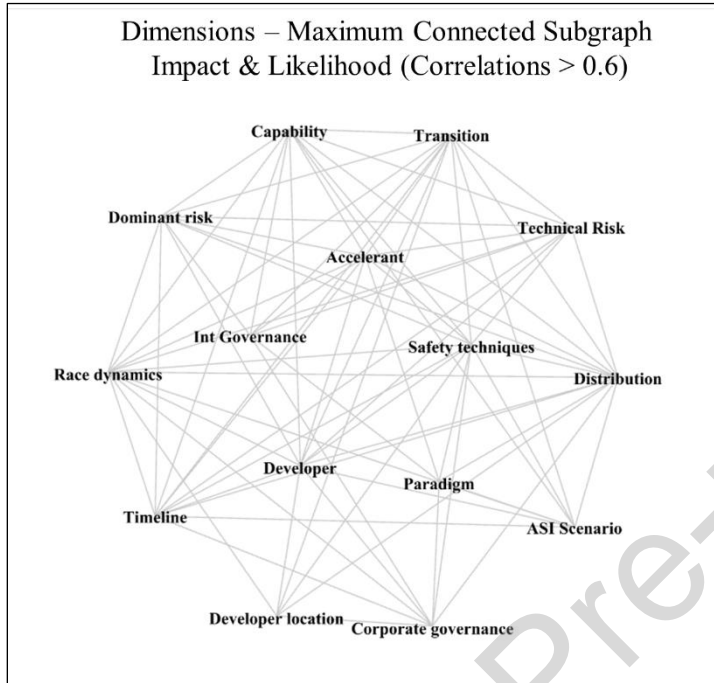 Dimensions – Maximum Connected Subgraph
Impact & Likelihood (Correlations > 0.6)
Capability
Transition
Dominant risk
Technical Risk
Accelerant
Int Governance
Safety techniques
Race dynamics
Distribution
Developer
Paradigm
Timeline
ASI Scenario
Developer location
Corporate governance
Pre-